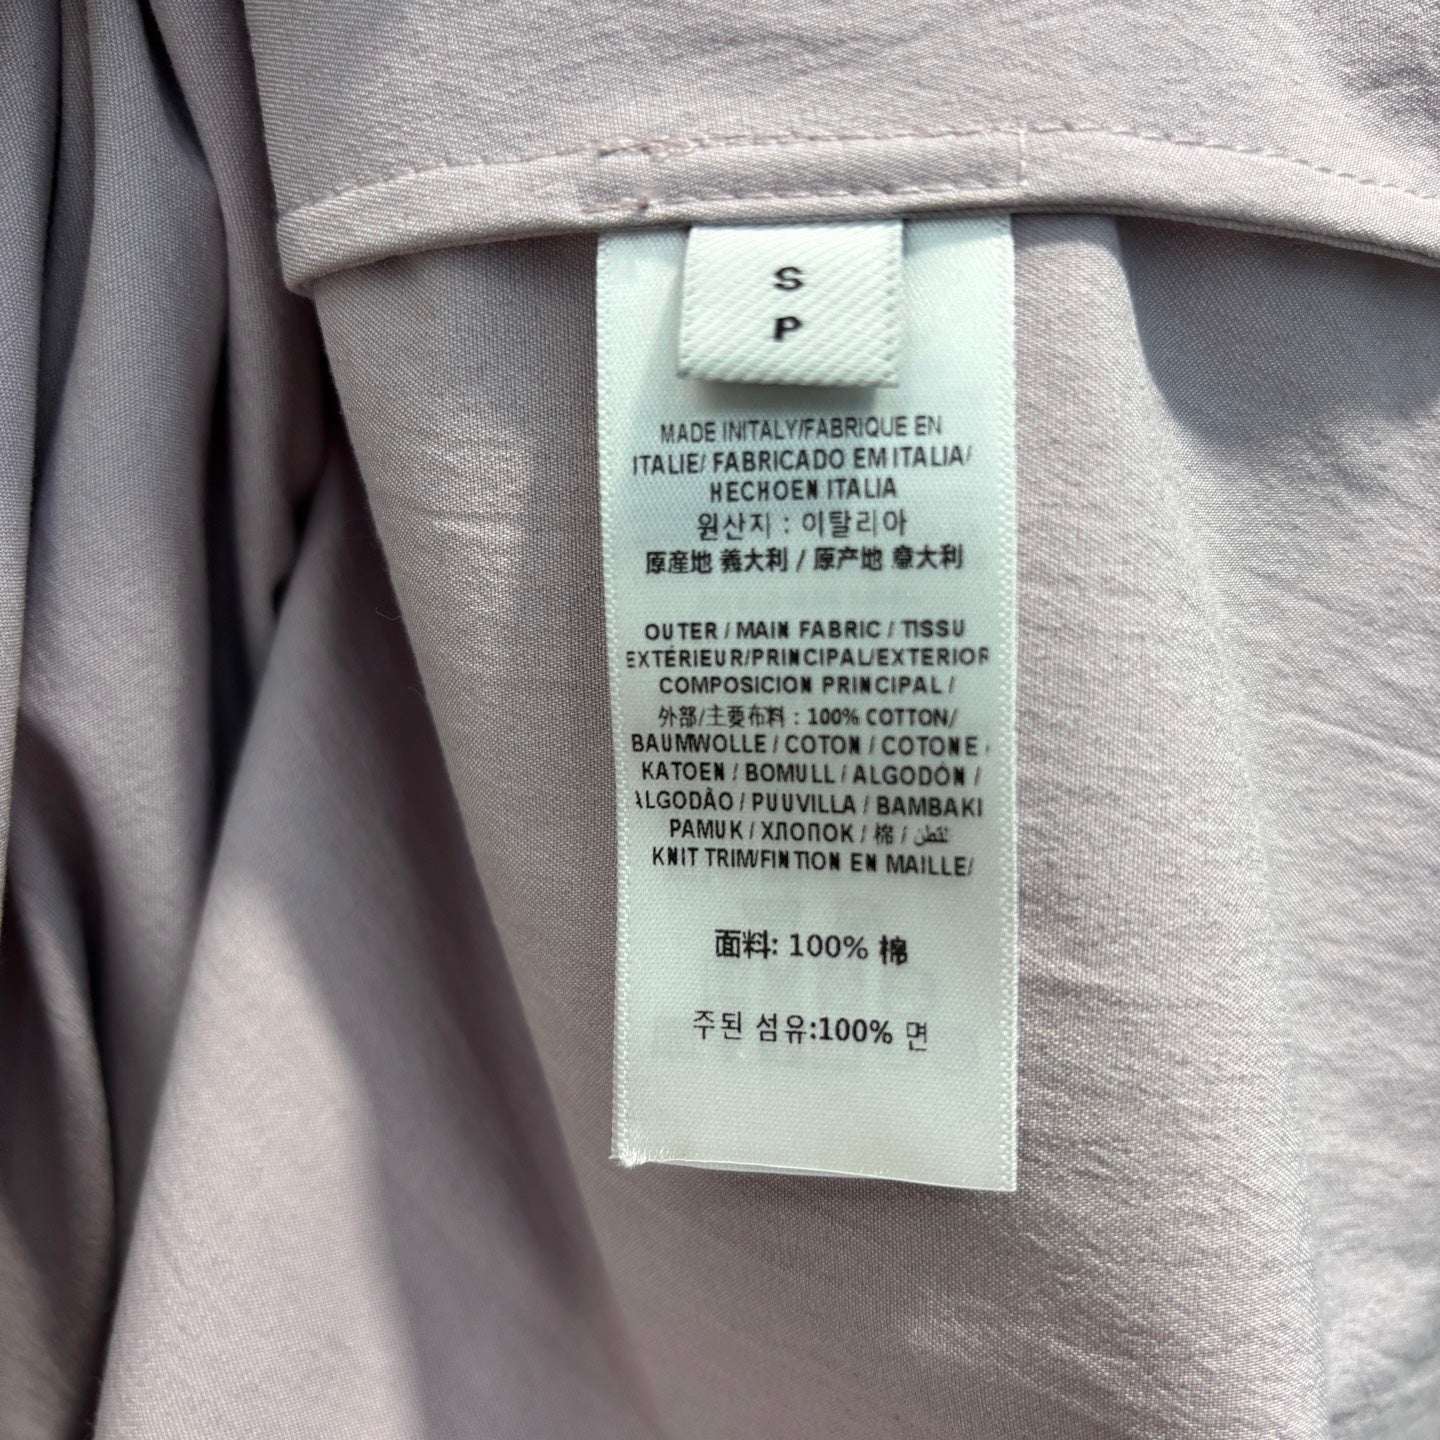 S
P
MADE INITALY/FABRIQUE EN
ITALIE/ FABRICADO EM ITALIA/
HECHOEN ITALIA
원산지 : 이탈리아
原産地 義大利 / 原产地 意大利
OUTER / MAIN FABRIC / TISSU
EXTÉRIEUR/PRINCIPAL/EXTERIOR
COMPOSICION PRINCIPAL /
外部/主要布料 : 100% COTTON/
BAUMWOLLE / COTON / COTONE /
KATOEN / BOMULL / ALGODÓN /
ALGODÃO / PUUVILLA / BAMBAKI
PAMUK / ХЛОПОК / 棉 /
KNIT TRIM/FINTION EN MAILLE/
面料: 100% 棉
주된 섬유:100% 면